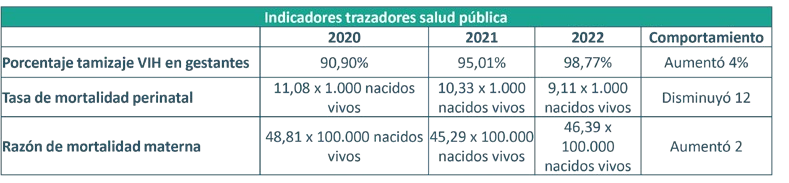 Indicadores trazadores salud pública
2020 2021 2022 Comportamiento
Porcentaje tamizaje VIH en gestantes 90,90% 95,01% 98,77% Aumentó 4%
Tasa de mortalidad perinatal 11,08 x 1.000 nacidos vivos 10,33 x 1.000 nacidos vivos 9,11 x 1.000 nacidos vivos Disminuyó 12
Razón de mortalidad materna 48,81 x 100.000 nacidos vivos 45,29 x 100.000 nacidos vivos 46,39 x 100.000 nacidos vivos Aumentó 2